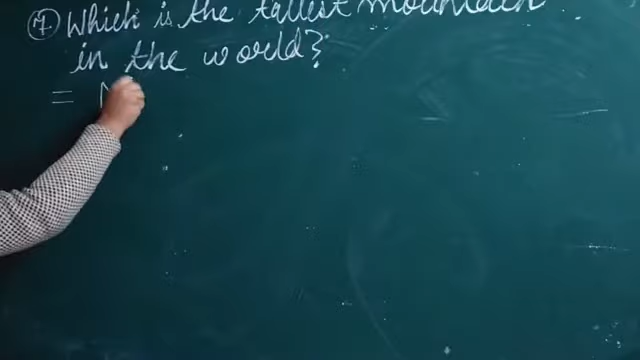 7. Which is the tallest mountain
in the world?
=